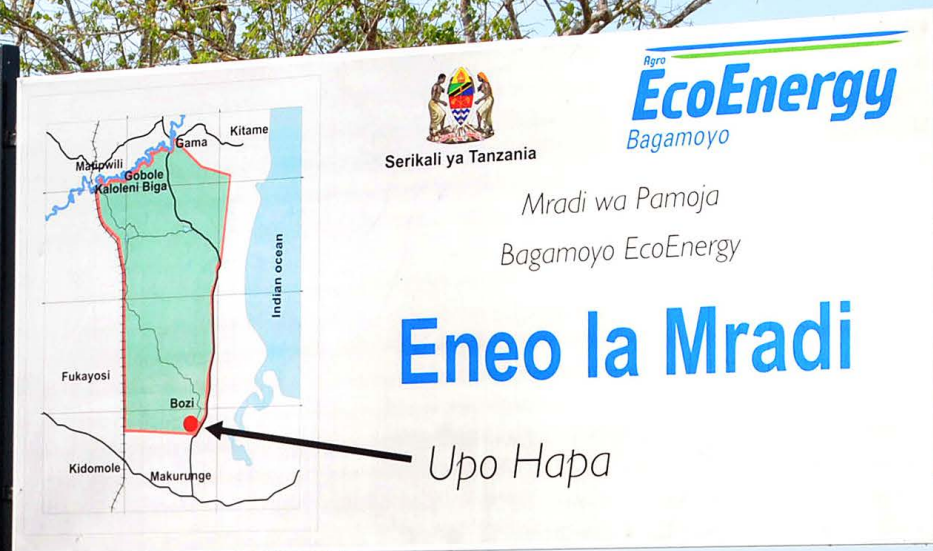 Kitame
Gama
Matipwili
Gobole
Kaloleni Biga
Indian ocean
Fukayosi
Bozi
Kidomole
Makurunge
Serikali ya Tanzania
Agro
EcoEnergy
Bagamoyo
Mradi wa Pamoja
Bagamoyo EcoEnergy
Eneo la Mradi
Upo Hapa